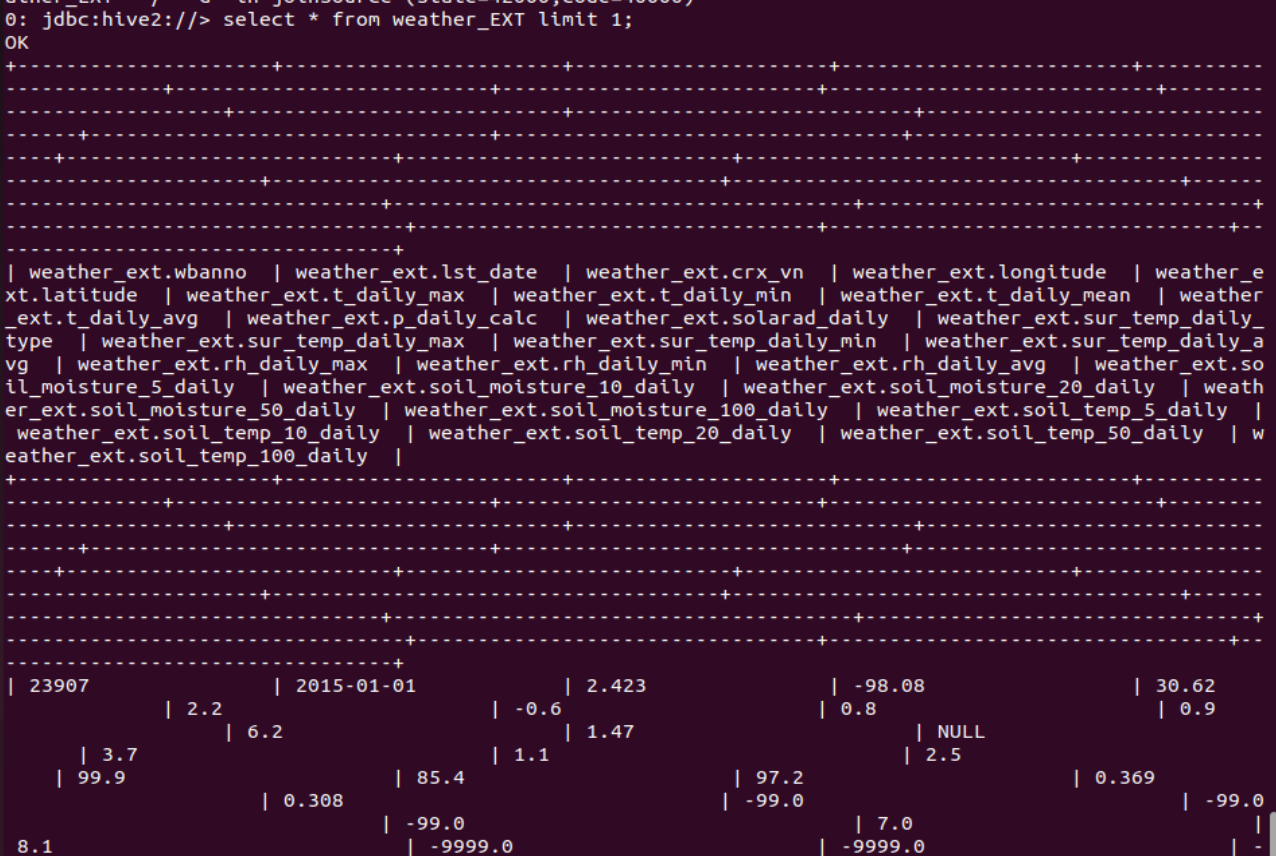 in joinSource (state=42000,code=40000)
0: jdbc:hive2://> select * from weather_EXT limit 1;
OK
| weather_ext.wbanno | weather_ext.lst_date | weather_ext.crx_vn | weather_ext.longitude | weather_e
xt.latitude | weather_ext.t_daily_max | weather_ext.t_daily_min | weather_ext.t_daily_mean | weather
_ext.t_daily_avg | weather_ext.p_daily_calc | weather_ext.solarad_daily | weather_ext.sur_temp_daily_
type | weather_ext.sur_temp_daily_max | weather_ext.sur_temp_daily_min | weather_ext.sur_temp_daily_a
vg | weather_ext.rh_daily_max | weather_ext.rh_daily_min | weather_ext.rh_daily_avg | weather_ext.so
il_moisture_5_daily | weather_ext.soil_moisture_10_daily | weather_ext.soil_moisture_20_daily | weath
er_ext.soil_moisture_50_daily | weather_ext.soil_moisture_100_daily | weather_ext.soil_temp_5_daily |
weather_ext.soil_temp_10_daily | weather_ext.soil_temp_20_daily | weather_ext.soil_temp_50_daily | w
eather_ext.soil_temp_100_daily |
| 23907 | 2015-01-01 | 2.423 | -98.08 | 30.62
| 2.2 | -0.6 | 0.8 | 0.9
| 6.2 | 1.47 | NULL
| 3.7 | 1.1 | 2.5
| 99.9 | 85.4 | 97.2 | 0.369
| 0.308 | -99.0 | -99.0
| -99.0 | 7.0 |
8.1 | -9999.0 | -9999.0 | -